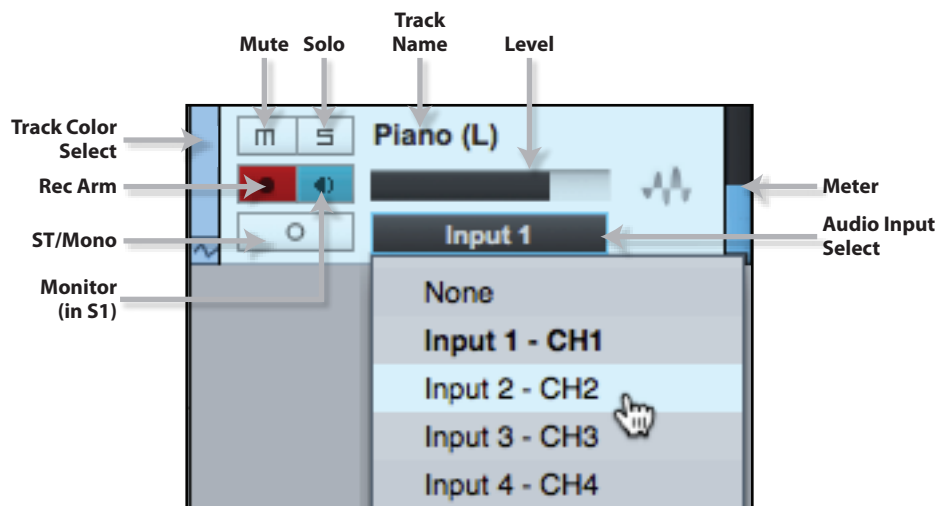 Track
Name
Mute Solo
Level
Track Color
Select
m S Piano (L)
Rec Arm
Meter
ST/Mono
Input 1
Audio Input
Select
Monitor
(in S1)
None
Input 1 - CH1
Input 2 - CH2
Input 3 - CH3
Input 4 - CH4